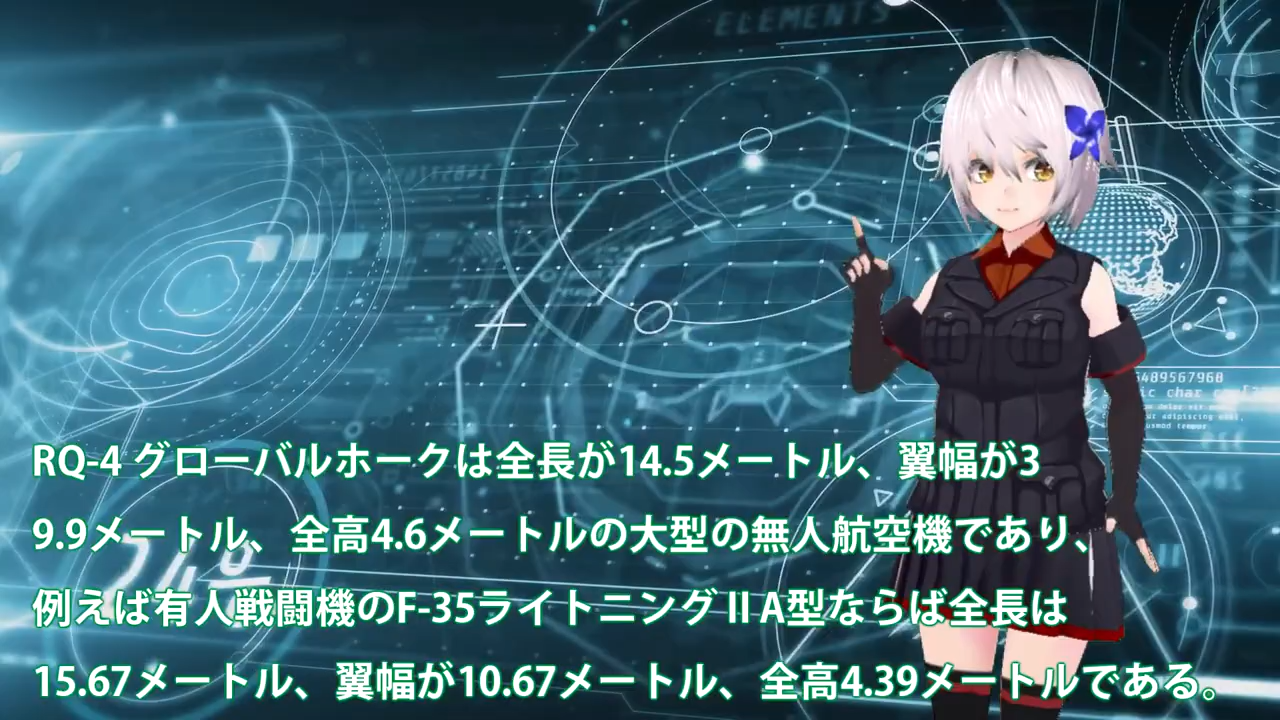 ELEMENTS
489567968
RQ-4 グローバルホークは全長が14.5メートル、翼幅が3
9.9メートル、全高4.6メートルの大型の無人航空機であり、
例えば有人戦闘機のF-35ライトニングⅡA型ならば全長は
15.67メートル、翼幅が10.67メートル、全高4.39メートルである。